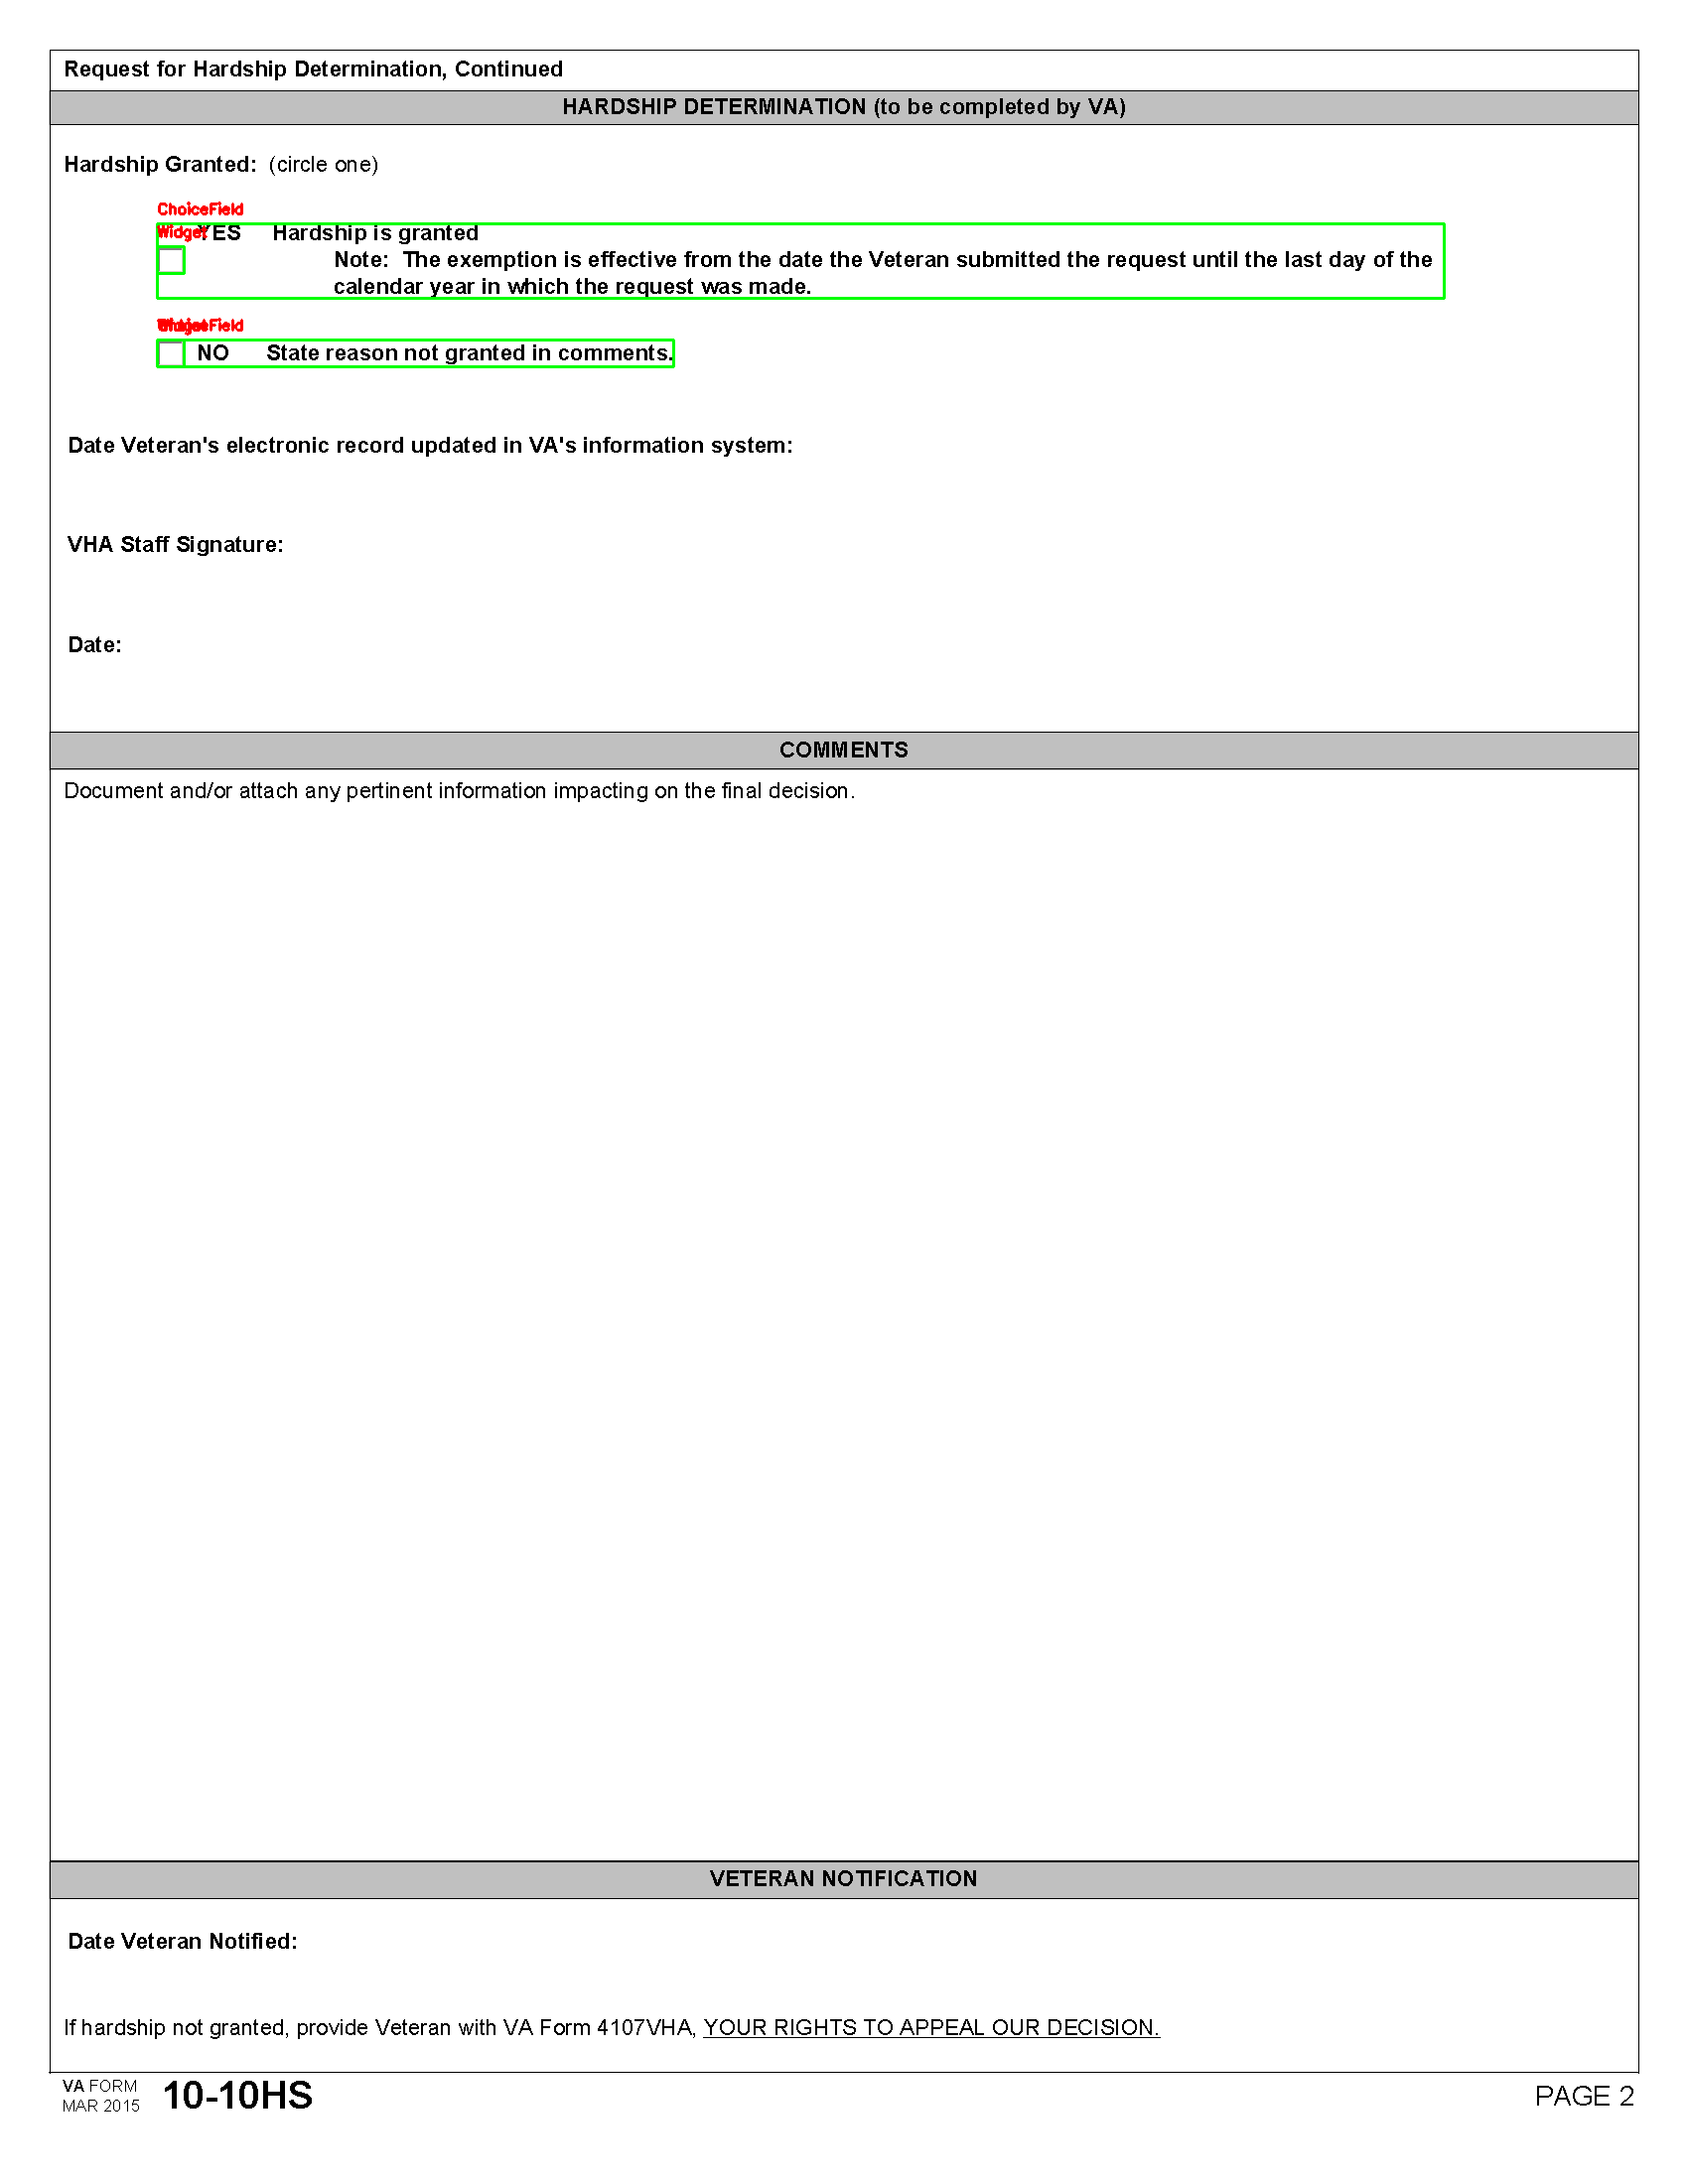 Request for Hardship Determination, Continued
HARDSHIP DETERMINATION (to be completed by VA)
Hardship Granted: (circle one)
ChoiceField
Widget
YES Hardship is granted
Note: The exemption is effective from the date the Veteran submitted the request until the last day of the
calendar year in which the request was made.
NO State reason not granted in comments.
Date Veteran's electronic record updated in VA's information system:
VHA Staff Signature:
Date:
COMMENTS
Document and/or attach any pertinent information impacting on the final decision.
VETERAN NOTIFICATION
Date Veteran Notified:
If hardship not granted, provide Veteran with VA Form 4107VHA, YOUR RIGHTS TO APPEAL OUR DECISION.
VA FORM
MAR 2015
10-10HS
PAGE 2